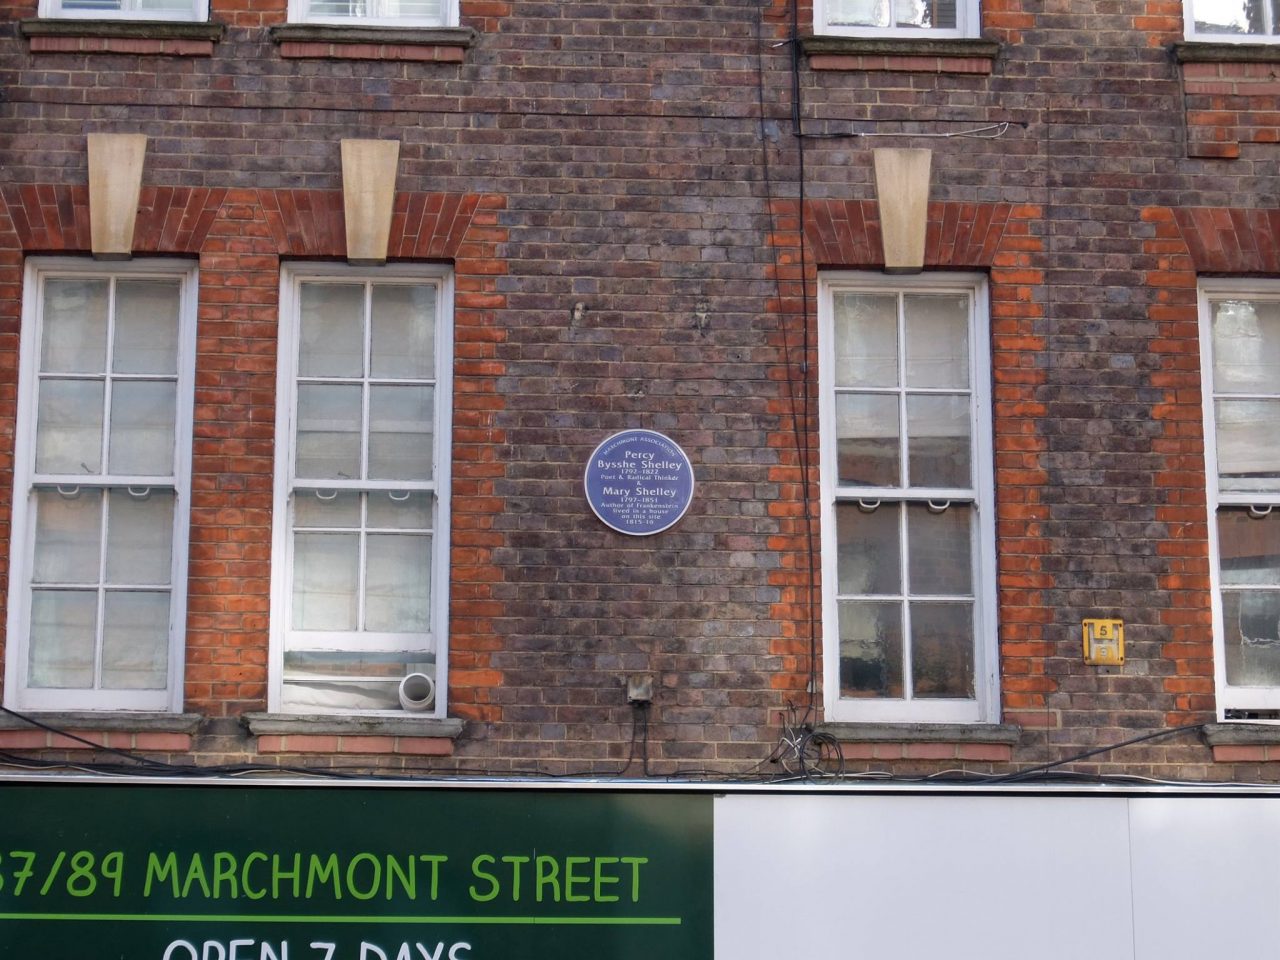 MARCHMONT ASSOCIATION
Percy
Bysshe Shelley
1792-1822
Poet & Radical Thinker
&
Mary Shelley
1797-1851
Author of Frankenstein
lived in a house
on this site
1815-16
5
87/89 MARCHMONT STREET
OPEN 7 DAYS